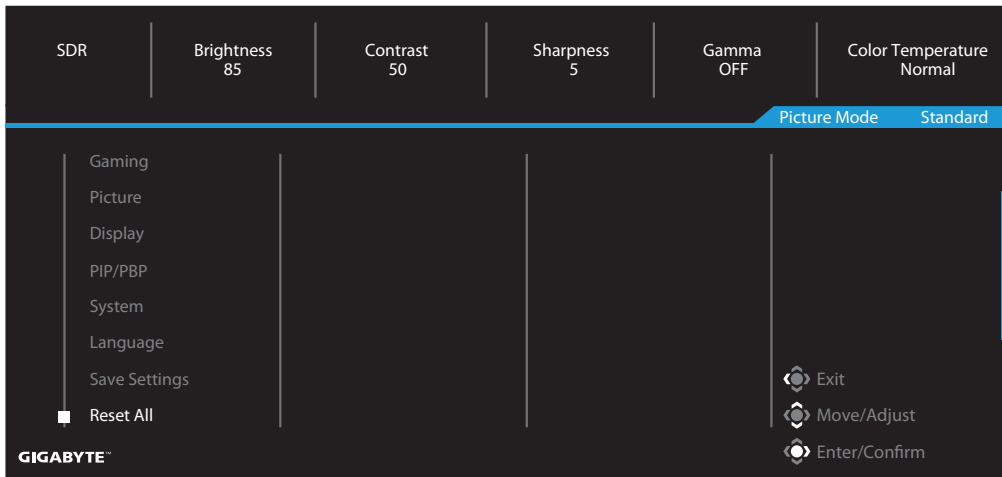 SDR
Brightness
85
Contrast
50
Sharpness
5
Gamma
OFF
Color Temperature
Normal
Picture Mode Standard
Gaming
Picture
Display
PIP/PBP
System
Language
Save Settings
Reset All
Exit
Move/Adjust
Enter/Confirm
GIGABYTE™